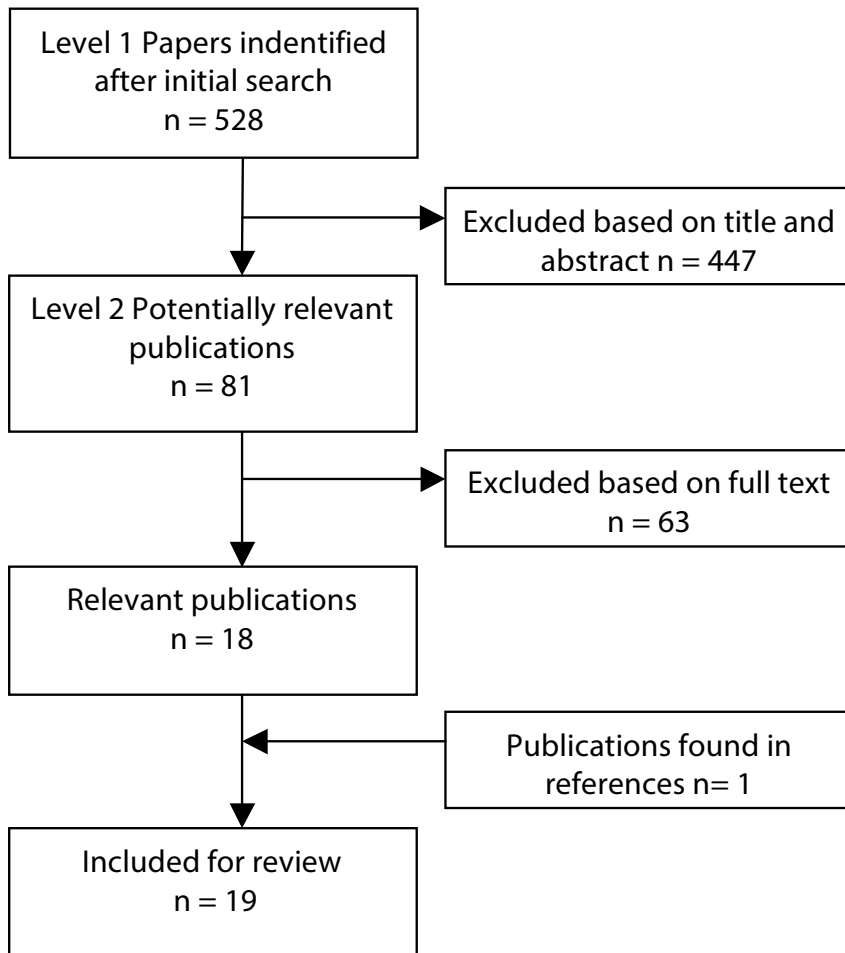 Level 1 Papers indentified
after initial search
n = 528
Excluded based on title and
abstract n = 447
Level 2 Potentially relevant
publications
n = 81
Excluded based on full text
n = 63
Relevant publications
n = 18
Publications found in
references n= 1
Included for review
n = 19